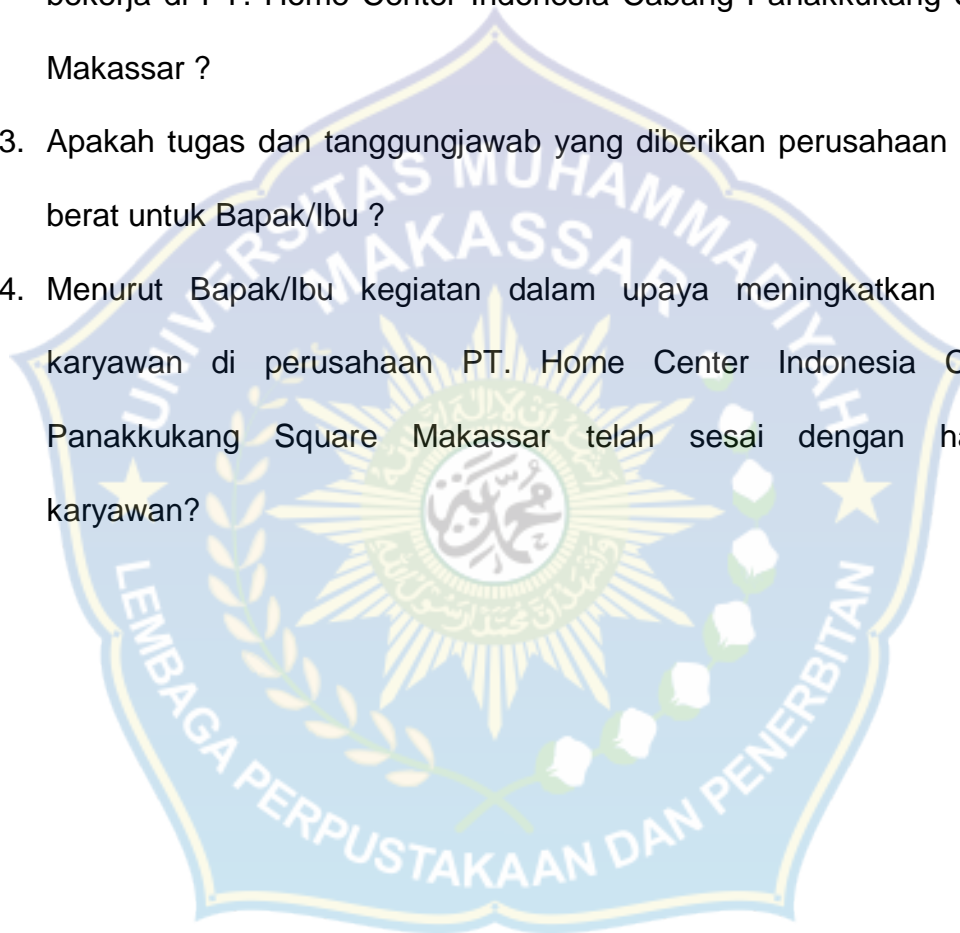 bekerja di PT. Home Center Indonesia Cabang Panakkukang
Makassar ?
3. Apakah tugas dan tanggungjawab yang diberikan perusahaan
berat untuk Bapak/Ibu ?
4. Menurut Bapak/Ibu kegiatan dalam upaya meningkatkan
karyawan di perusahaan PT. Home Center Indonesia C
Panakkukang Square Makassar telah sesai dengan ha
karyawan?
UNIVERSITAS MUHAMMADIYAH
MAKASSAR
LEMBAGA PERPUSTAKAAN DAN PENERBITAN